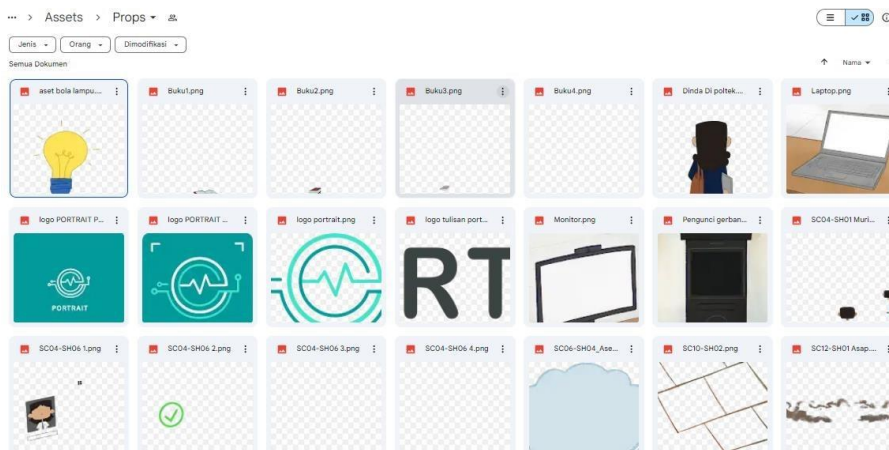 ... > Assets > Props
Jenis Orang Dimodifikasi
Semua Dokumen
Nama
aset bola lampu.... Buku1.png Buku2.png Buku3.png Buku4.png Dinda Di poltek.... Laptop.png
logo PORTRAIT P... logo PORTRAIT ... logo portrait.png logo tulisan port... Monitor.png Pengunci gerban... SC04-SH01 Muri...
PORTRAIT
RT
SC04-SH06 1.png SC04-SH06 2.png SC04-SH06 3.png SC04-SH06 4.png SC06-SH04_Ase... SC10-SH02.png SC12-SH01 Asap....